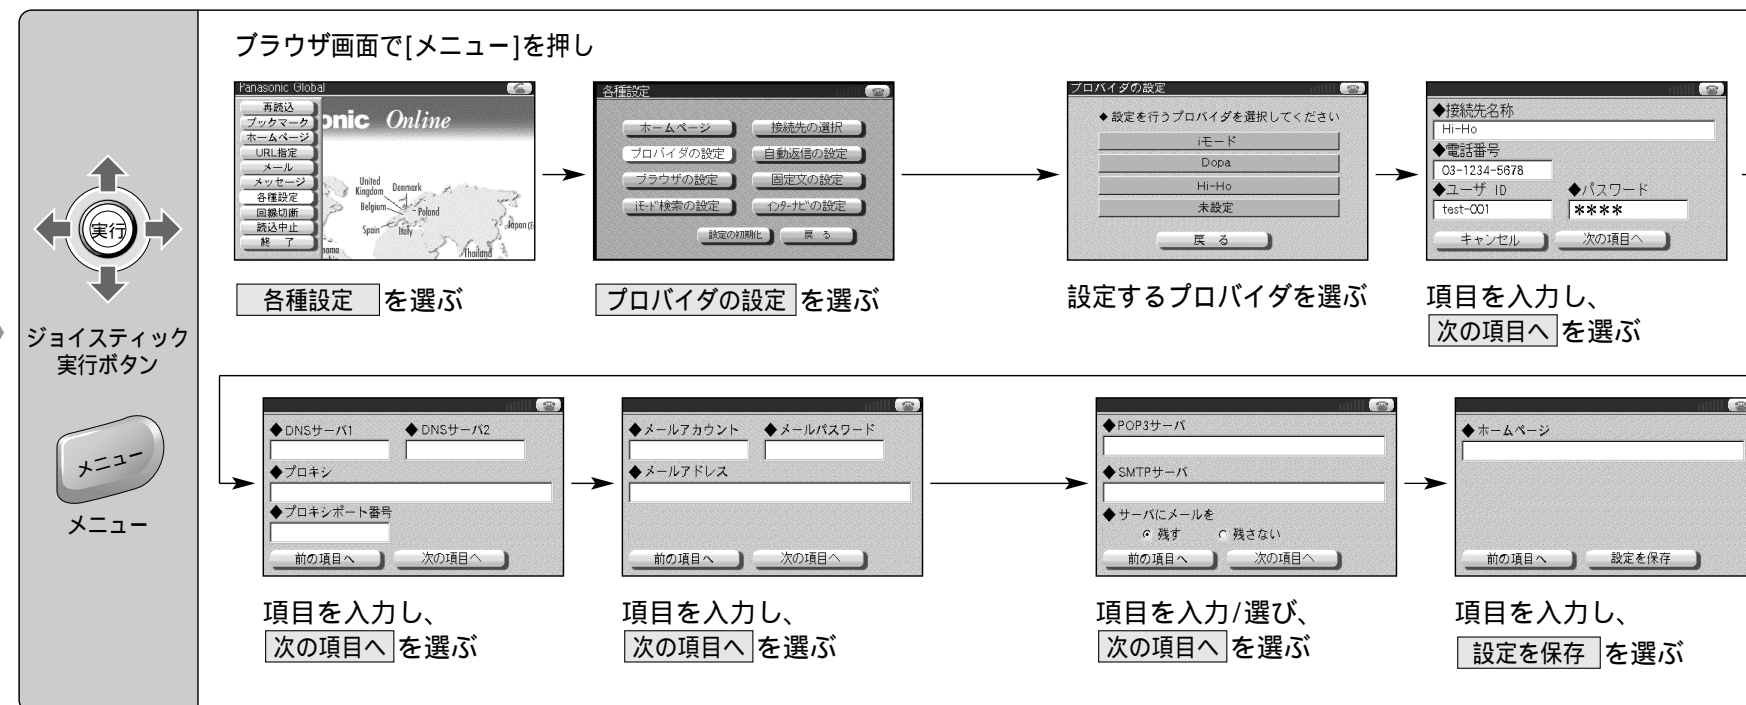 ブラウザ画面で[メニュー]を押し
Panasonic Global
再読込
ブックマーク
ホームページ
URL指定
メール
メッセージ
各種設定
回線切断
読込中止
終 了
onic Online
United
Kingdom
Denmark
Belgium
Poland
Spain
Italy
Japan (E
Thailand
各種設定 を選ぶ
各種設定
ホームページ
接続先の選択
プロバイダの設定
自動返信の設定
ブラウザの設定
固定文の設定
iモード検索の設定
インターナビの設定
設定の初期化
戻 る
プロバイダの設定 を選ぶ
プロバイダの設定
◆設定を行うプロバイダを選択してください
iモード
Dopa
Hi-Ho
未設定
戻 る
設定するプロバイダを選ぶ
◆接続先名称
Hi-Ho
◆電話番号
03-1234-5678
◆ユーザ ID ◆パスワード
test-001 ****
キャンセル 次の項目へ
項目を入力し、
次の項目へ を選ぶ
実行
ジョイスティック
実行ボタン
メニュー
メニュー
◆DNSサーバ1 ◆DNSサーバ2
◆プロキシ
◆プロキシポート番号
前の項目へ 次の項目へ
項目を入力し、
次の項目へ を選ぶ
◆メールアカウント ◆メールパスワード
◆メールアドレス
前の項目へ 次の項目へ
項目を入力し、
次の項目へ を選ぶ
◆POP3サーバ
◆SMTPサーバ
◆サーバにメールを
残す 残さない
前の項目へ 次の項目へ
項目を入力/選び、
次の項目へ を選ぶ
◆ホームページ
前の項目へ 設定を保存
項目を入力し、
設定を保存 を選ぶ